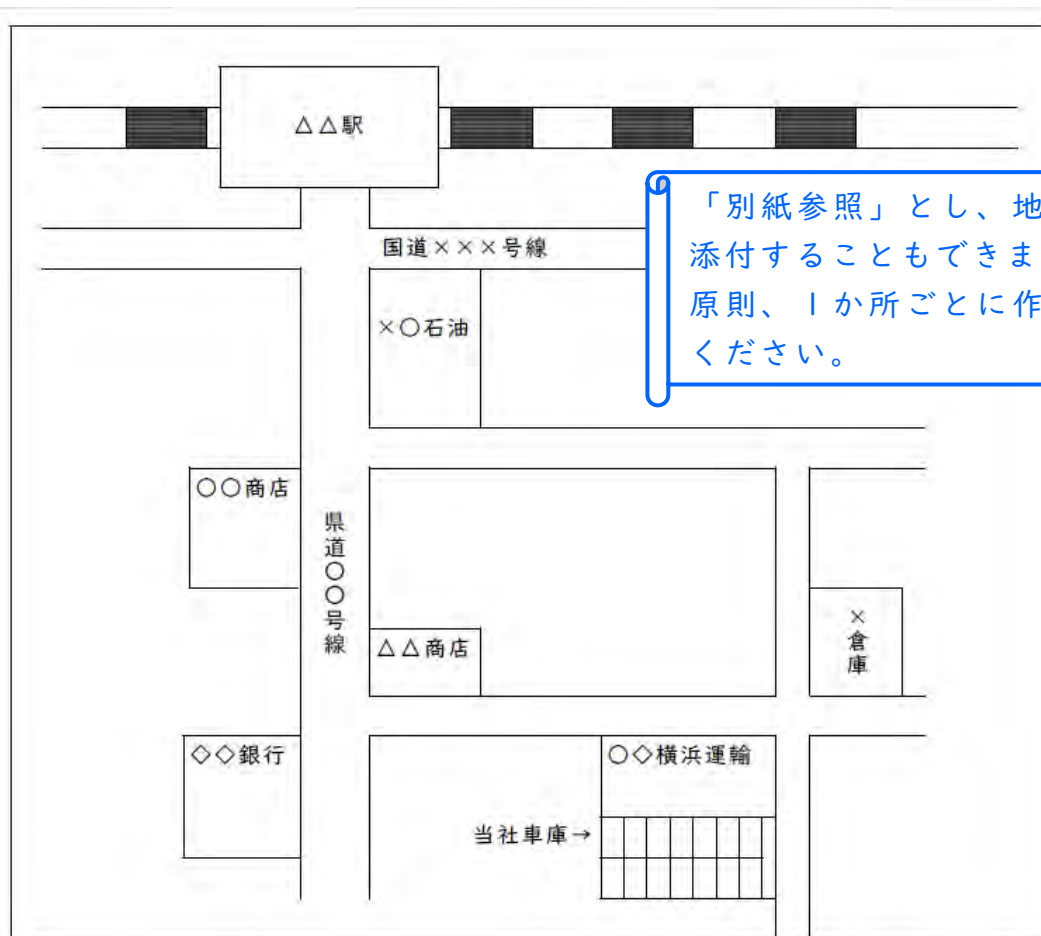 △△駅
「別紙参照」とし、地
添付することもできま
原則、1か所ごとに作
ください。
国道×××号線
×○石油
○○商店
県道○○号線
△△商店
×倉庫
◇◇銀行
○◇横浜運輸
当社車庫→